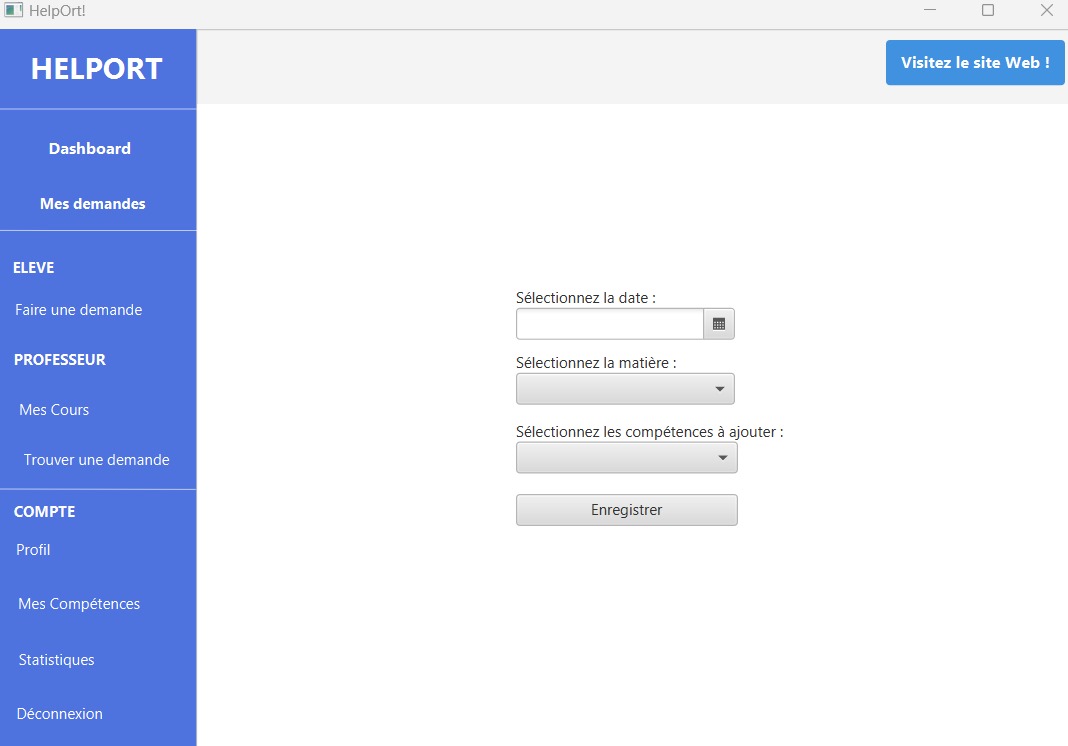 HelpOrt!
HELPORT
Visitez le site Web !
Dashboard
Mes demandes
ELEVE
Faire une demande
PROFESSEUR
Mes Cours
Trouver une demande
COMPTE
Profil
Mes Compétences
Statistiques
Déconnexion
Sélectionnez la date :
Sélectionnez la matière :
Sélectionnez les compétences à ajouter :
Enregistrer